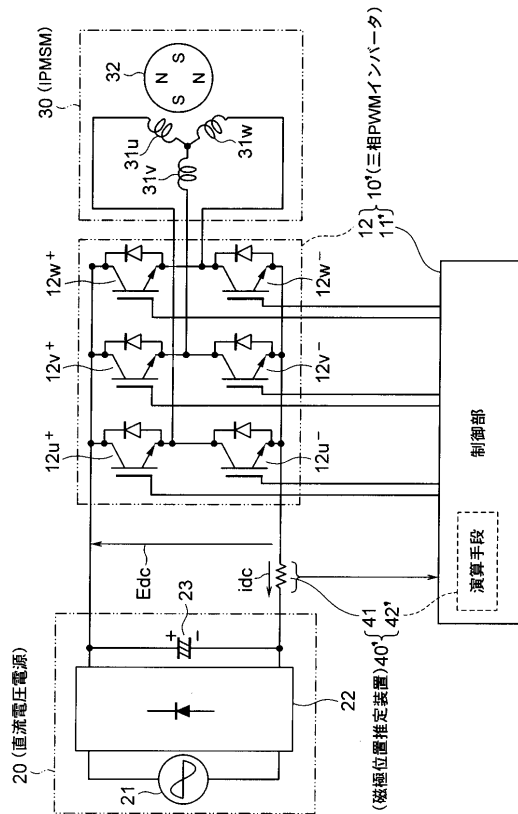 30 (IPMSM)
32
N
S
S
N
31u
31v
31w
10' (三相PWMインバータ)
12
11'
12u+
12v+
12w+
12u−
12v−
12w−
制御部
演算手段
20 (直流電圧電源)
21
22
23
+
−
Edc
idc
41
42'
(磁極位置推定装置) 40'